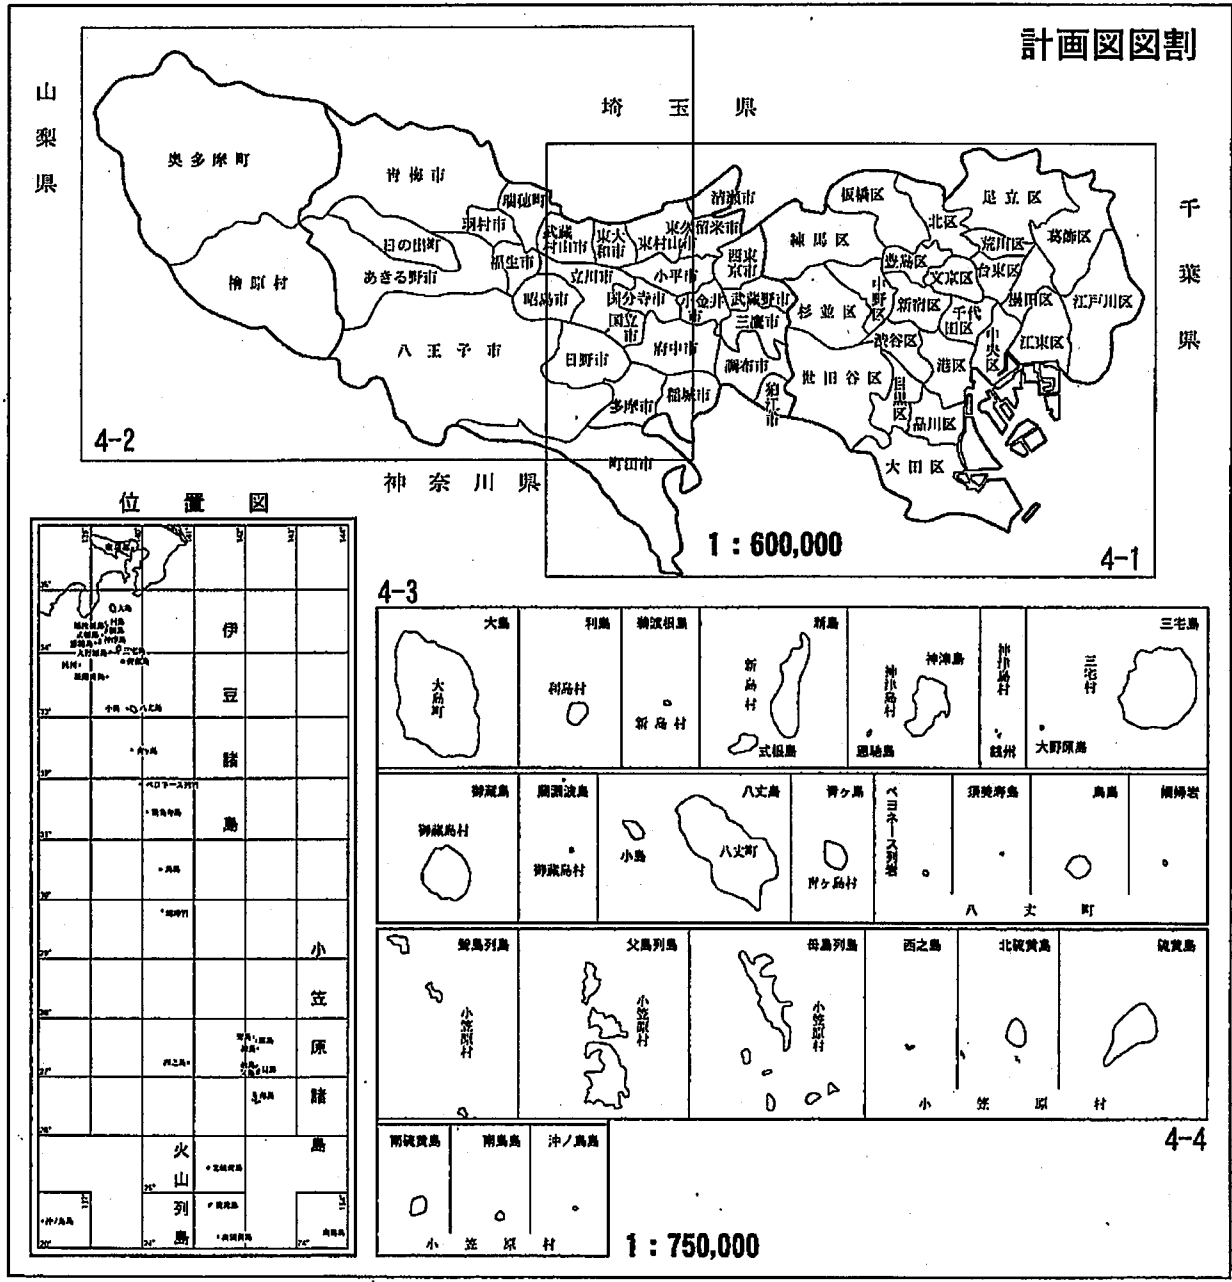 計画図図割
山梨県
埼玉県
千葉県
神奈川県
奥多摩町
青梅市
瑞穂町
羽村市
日の出町
あきる野市
檜原村
福生市
昭島市
八王子市
日野市
多摩市
稲城市
町田市
武蔵村山市
東大和市
東村山市
東久留米市
清瀬市
西東京市
立川市
小平市
国分寺市
小金井市
武蔵野市
三鷹市
国立市
府中市
調布市
狛江市
板橋区
練馬区
北区
足立区
荒川区
葛飾区
豊島区
文京区
台東区
墨田区
江戸川区
杉並区
中野区
新宿区
千代田区
中央区
江東区
渋谷区
港区
世田谷区
目黒区
品川区
大田区
4-2
1:600,000
4-1
位置図
伊豆諸島
小笠原諸島
火山列島
4-3
大島
大島町
利島
利島村
鵜渡根島
新島村
新島
新島村
式根島
神津島
神津島村
恩馳島
神津島村
銭州
三宅島
三宅村
大野原島
御蔵島
御蔵島村
藺灘波島
御蔵島村
八丈島
小島
八丈町
青ヶ島
青ヶ島村
ベヨネース列岩
須美寿島
鳥島
孀婦岩
八丈町
聟島列島
小笠原村
父島列島
小笠原村
母島列島
小笠原村
西之島
北硫黄島
硫黄島
小笠原村
4-4
南硫黄島
南鳥島
沖ノ鳥島
小笠原村
1:750,000